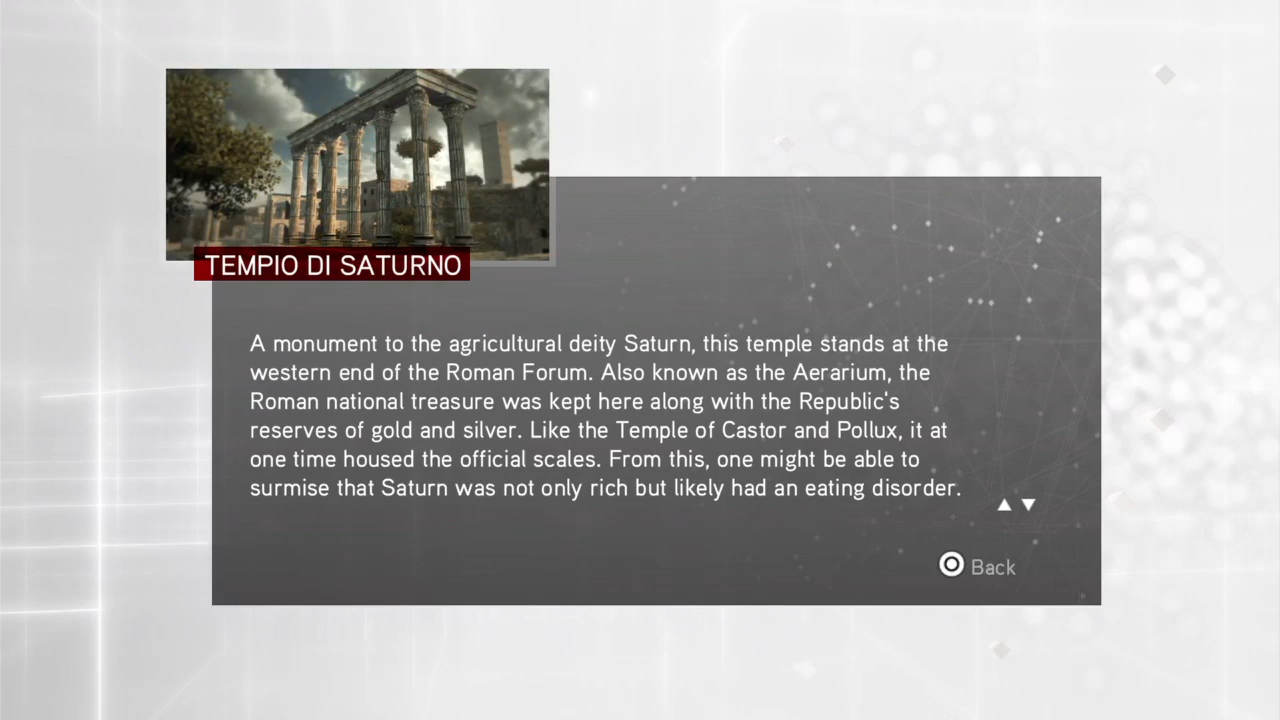 TEMPIO DI SATURNO
A monument to the agricultural deity Saturn, this temple stands at the
western end of the Roman Forum. Also known as the Aerarium, the
Roman national treasure was kept here along with the Republic's
reserves of gold and silver. Like the Temple of Castor and Pollux, it at
one time housed the official scales. From this, one might be able to
surmise that Saturn was not only rich but likely had an eating disorder.
Back